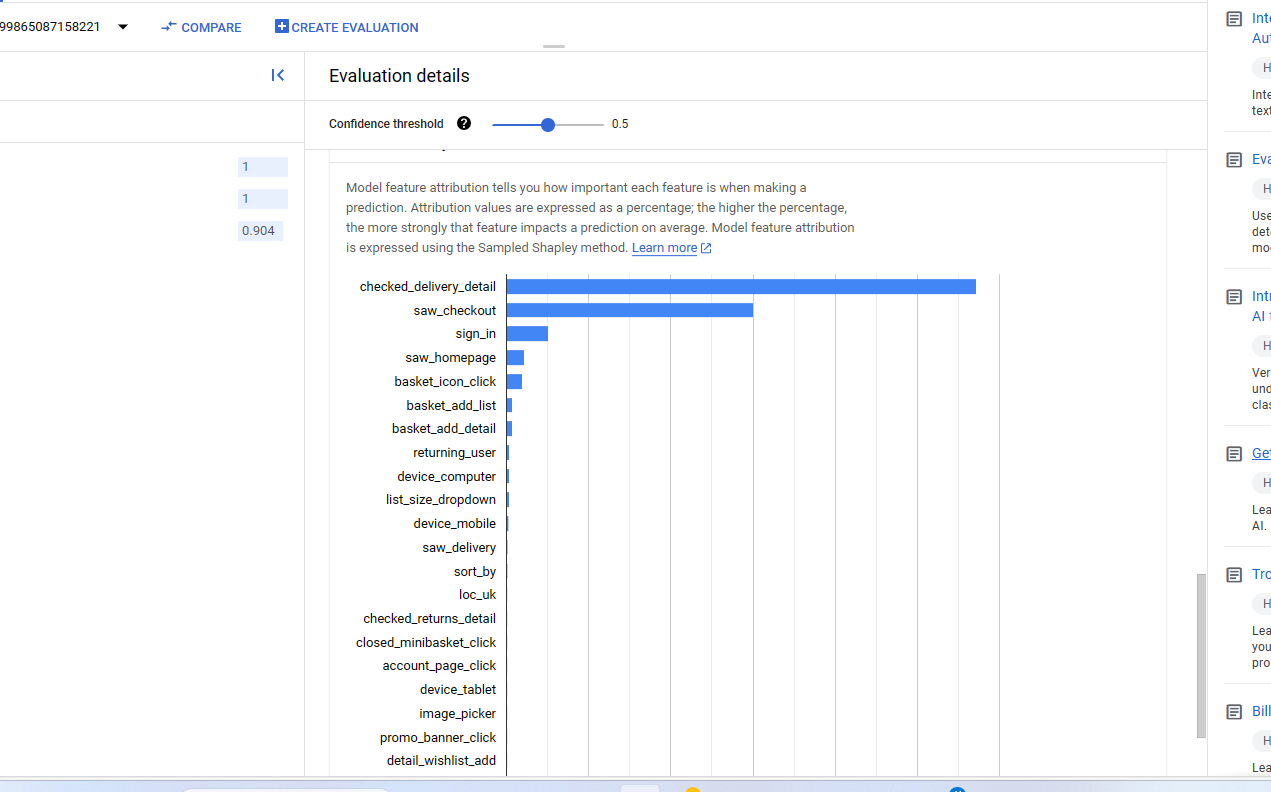 99865087158221
COMPARE
CREATE EVALUATION
Evaluation details
Confidence threshold
0.5
1
1
0.904
Model feature attribution tells you how important each feature is when making a
prediction. Attribution values are expressed as a percentage; the higher the percentage,
the more strongly that feature impacts a prediction on average. Model feature attribution
is expressed using the Sampled Shapley method. Learn more
checked_delivery_detail
saw_checkout
sign_in
saw_homepage
basket_icon_click
basket_add_list
basket_add_detail
returning_user
device_computer
list_size_dropdown
device_mobile
saw_delivery
sort_by
loc_uk
checked_returns_detail
closed_minibasket_click
account_page_click
device_tablet
image_picker
promo_banner_click
detail_wishlist_add
Inte
Aut
H
Inte
text
Eva
H
Use
dete
mo
Intr
AI f
H
Ver
und
clas
Get
H
Lea
AI.
Tro
H
Lea
you
pro
Bill
H
Lea